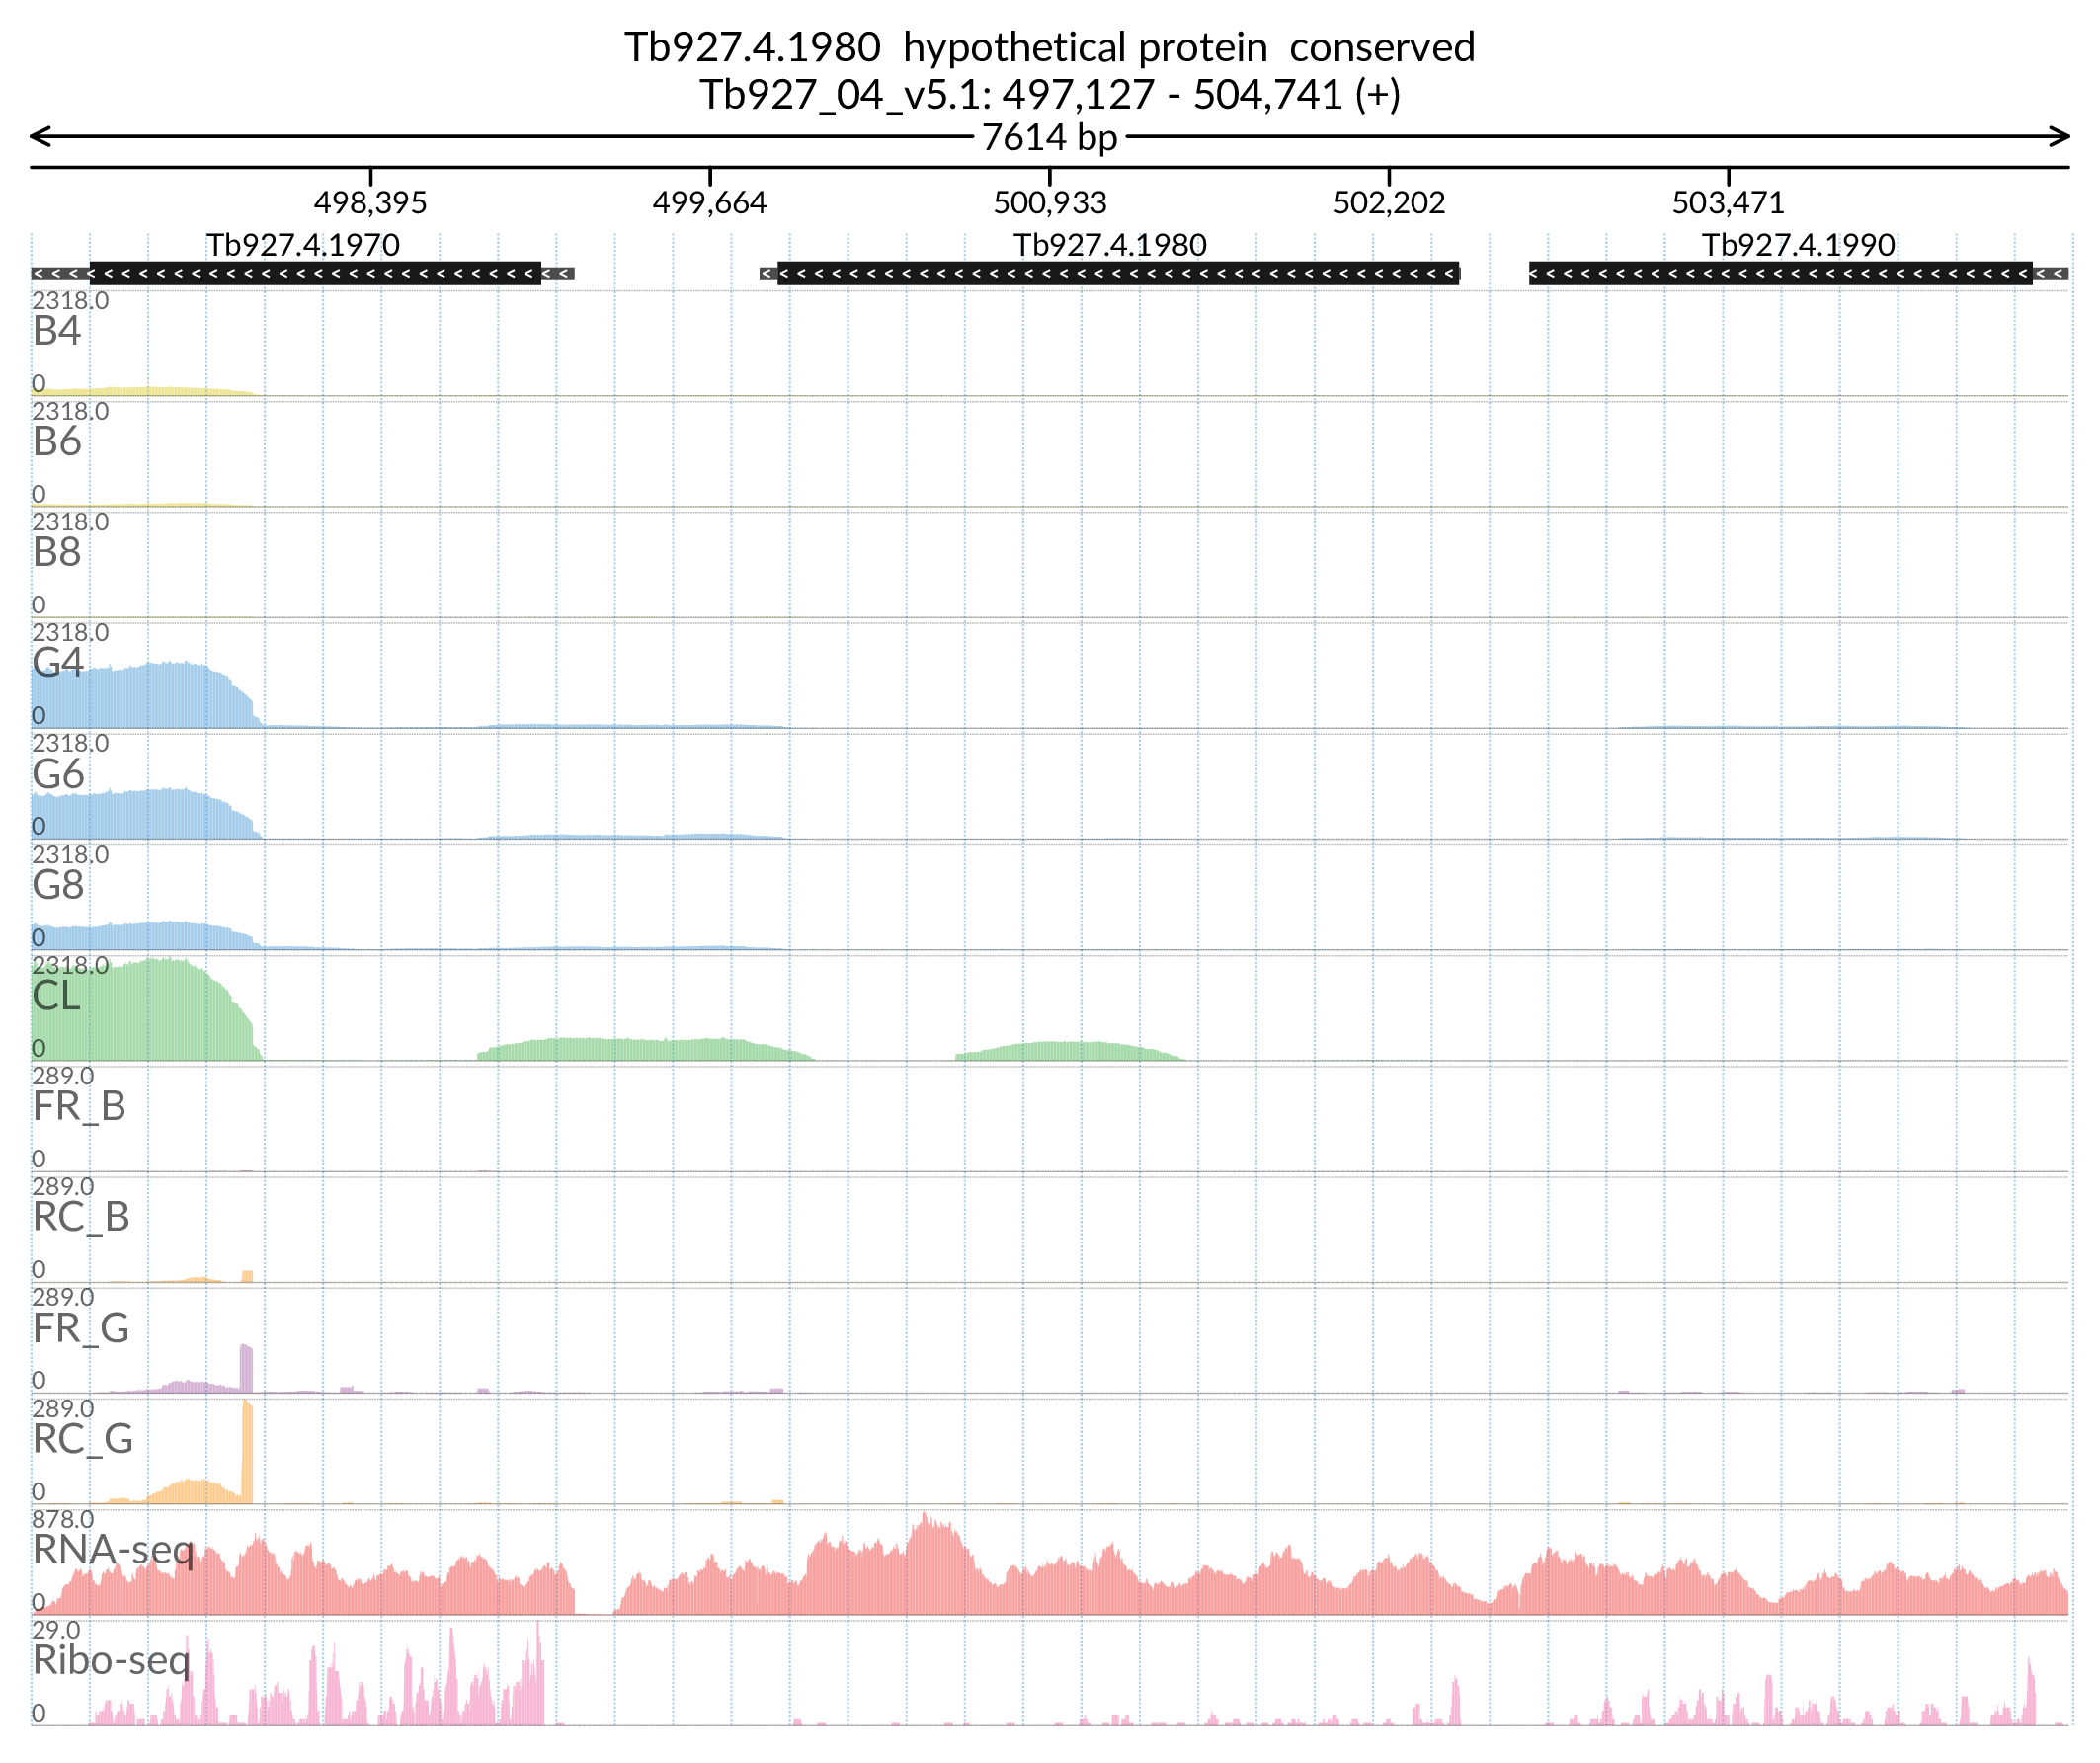 Tb927.4.1980 hypothetical protein conserved
Tb927_04_v5.1: 497,127 - 504,741 (+)
7614 bp
498,395 499,664 500,933 502,202 503,471
Tb927.4.1970 Tb927.4.1980 Tb927.4.1990
2318.0
B4
0
2318.0
B6
0
2318.0
B8
0
2318.0
G4
0
2318.0
G6
0
2318.0
G8
0
2318.0
CL
0
289.0
FR_B
0
289.0
RC_B
0
289.0
FR_G
0
289.0
RC_G
0
878.0
RNA-seq
0
29.0
Ribo-seq
0